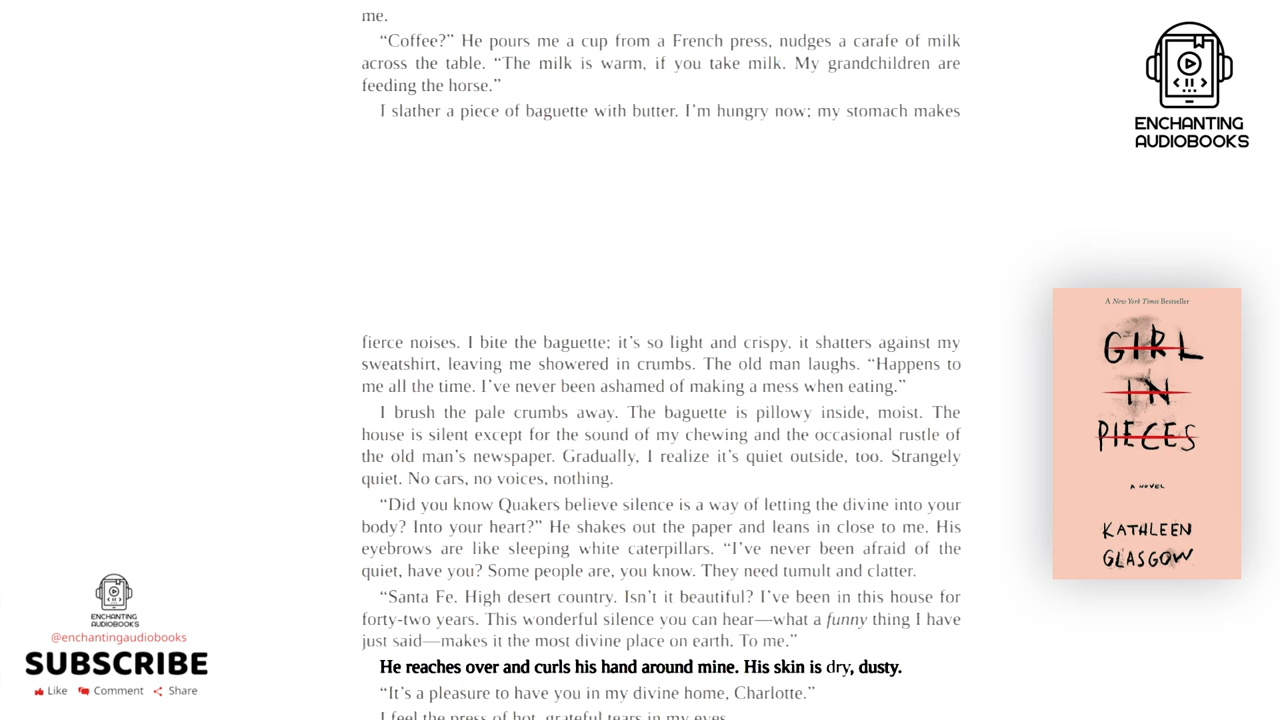 me.
“Coffee?” He pours me a cup from a French press, nudges a carafe of milk
across the table. “The milk is warm, if you take milk. My grandchildren are
feeding the horse.”
I slather a piece of baguette with butter. I’m hungry now; my stomach makes
fierce noises. I bite the baguette; it’s so light and crispy, it shatters against my
sweatshirt, leaving me showered in crumbs. The old man laughs. “Happens to
me all the time. I’ve never been ashamed of making a mess when eating.”
I brush the pale crumbs away. The baguette is pillowy inside, moist. The
house is silent except for the sound of my chewing and the occasional rustle of
the old man’s newspaper. Gradually, I realize it’s quiet outside, too. Strangely
quiet. No cars, no voices, nothing.
“Did you know Quakers believe silence is a way of letting the divine into your
body? Into your heart?” He shakes out the paper and leans in close to me. His
eyebrows are like sleeping white caterpillars. “I’ve never been afraid of the
quiet, have you? Some people are, you know. They need tumult and clatter.
“Santa Fe. High desert country. Isn’t it beautiful? I’ve been in this house for
forty-two years. This wonderful silence you can hear—what a funny thing I have
just said—makes it the most divine place on earth. To me.”
He reaches over and curls his hand around mine. His skin is dry, dusty.
“It’s a pleasure to have you in my divine home, Charlotte.”
I feel the press of hot, grateful tears in my eyes.
ENCHANTING
AUDIOBOOKS
A New York Times Bestseller
GIRL
IN
PIECES
A NOVEL
KATHLEEN
GLASGOW
ENCHANTING
AUDIOBOOKS
@enchantingaudiobooks
SUBSCRIBE
Like Comment Share